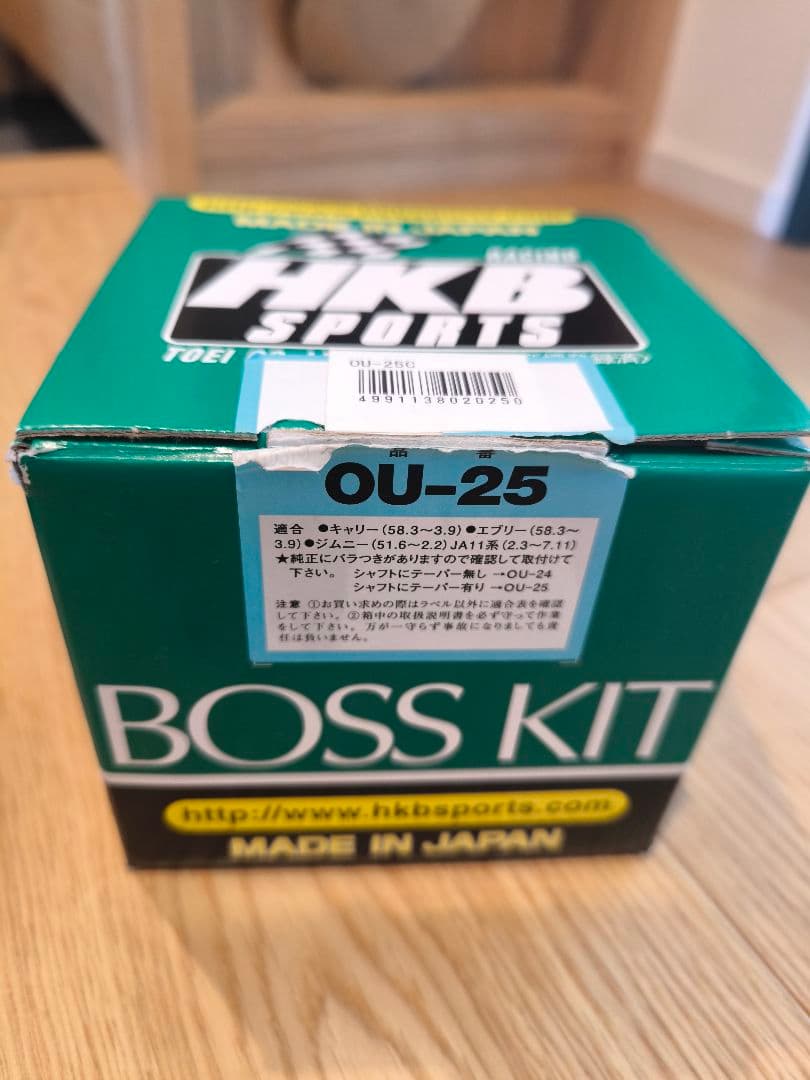 MADE IN JAPAN
RACING
HKB
SPORTS
TOEI
OU-25C
4991138020250
品番
OU-25
適合 ●キャリー(58.3～3.9)●エブリー(58.3～
3.9)●ジムニー(51.6～2.2)JA11系(2.3～7.11)
★純正にバラつきがありますので確認して取付けて
下さい。 シャフトにテーパー無し→OU-24
シャフトにテーパー有り→OU-25
注意 ①お買い求めの際はラベル以外に適合表を確認
して下さい。②箱中の取扱説明書を必ず守って作業
をして下さい。万が一守らず事故になりましても責
任は負いません。
BOSS KIT
http://www.hkbsports.com
MADE IN JAPAN